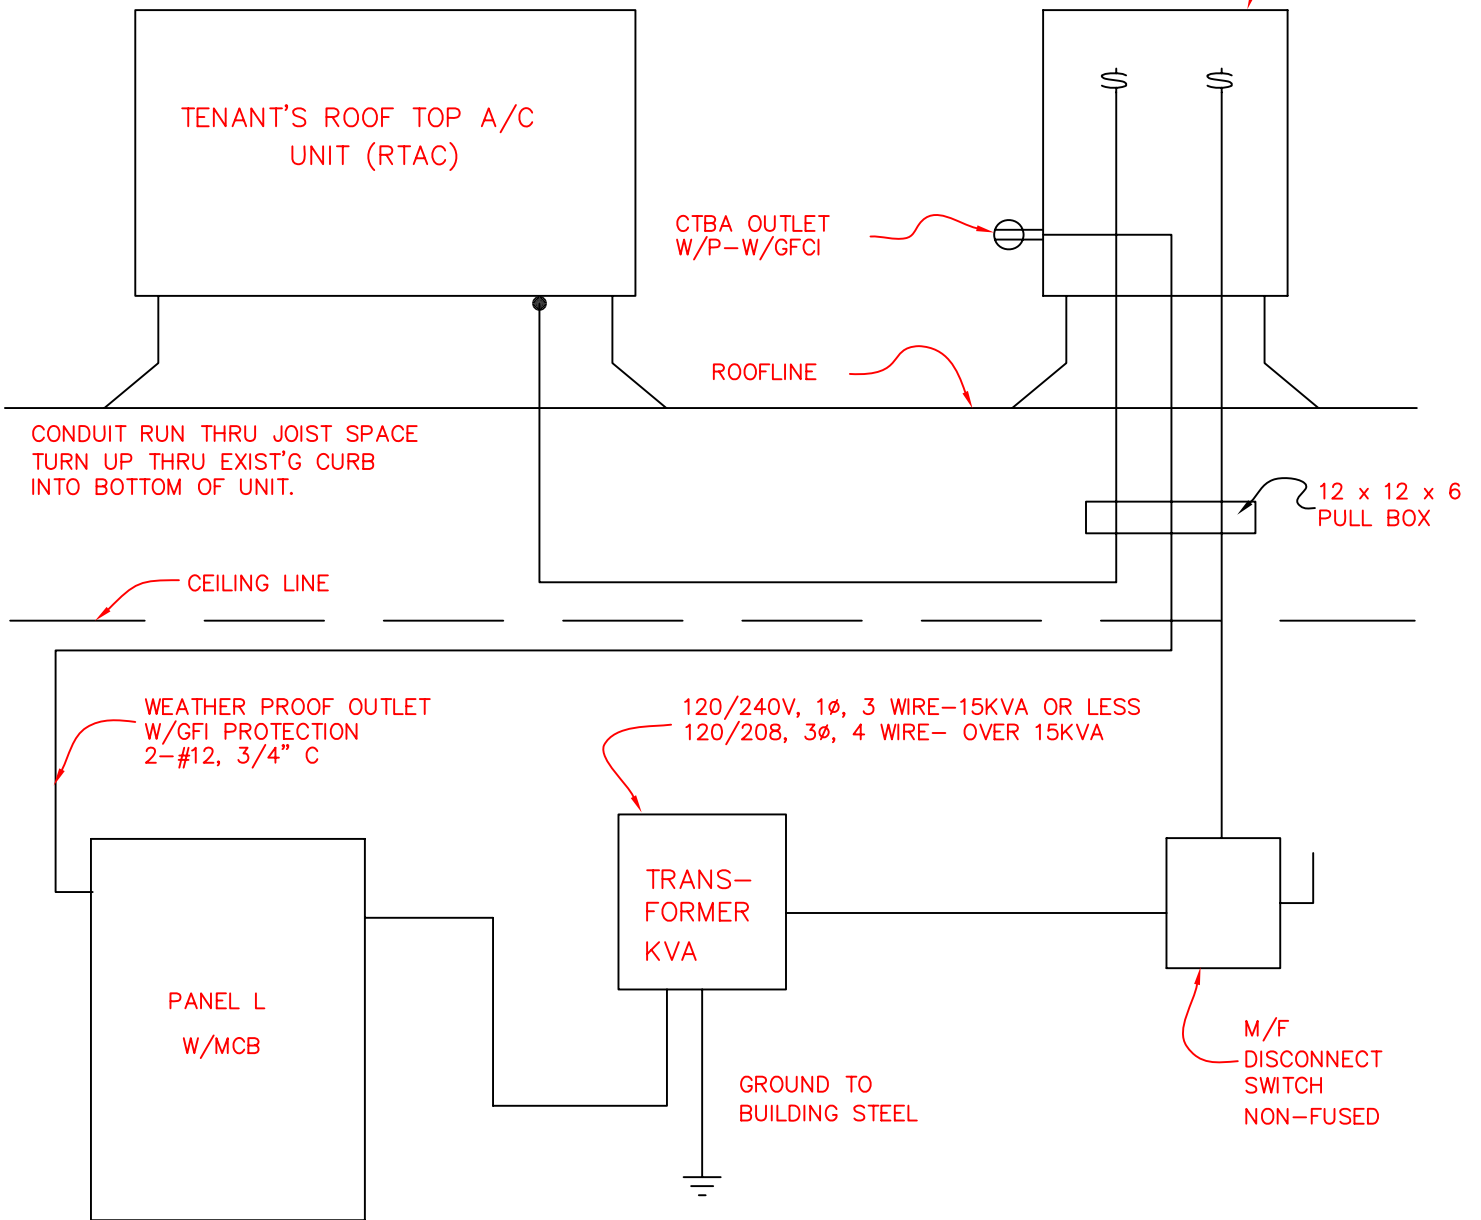 TENANT'S ROOF TOP A/C
UNIT (RTAC)
CTBA OUTLET
W/P-W/GFCI
ROOFLINE
CONDUIT RUN THRU JOIST SPACE
TURN UP THRU EXIST'G CURB
INTO BOTTOM OF UNIT.
12 x 12 x 6
PULL BOX
CEILING LINE
WEATHER PROOF OUTLET
W/GFI PROTECTION
2-#12, 3/4" C
120/240V, 1ø, 3 WIRE-15KVA OR LESS
120/208, 3ø, 4 WIRE- OVER 15KVA
TRANS-
FORMER
KVA
PANEL L
W/MCB
GROUND TO
BUILDING STEEL
M/F
DISCONNECT
SWITCH
NON-FUSED